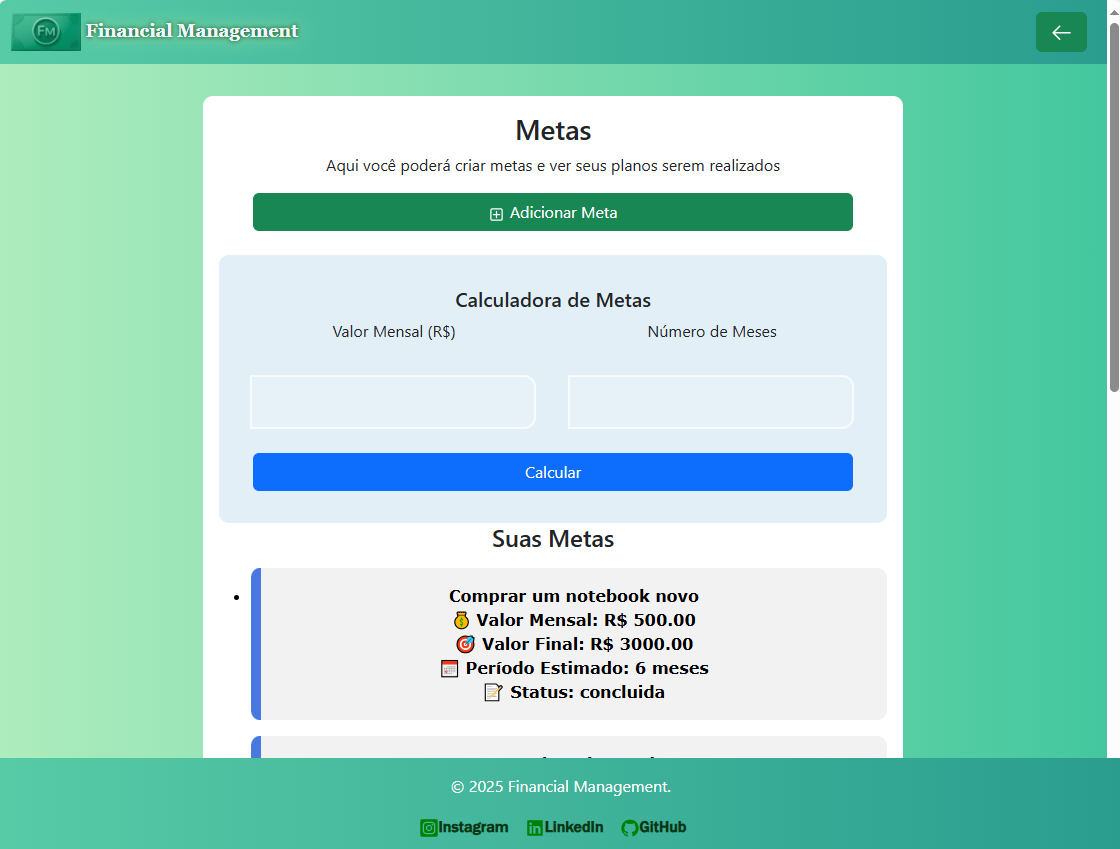 FM Financial Management
Metas
Aqui você poderá criar metas e ver seus planos serem realizados
Adicionar Meta
Calculadora de Metas
Valor Mensal (R$) Número de Meses
Calcular
Suas Metas
Comprar um notebook novo
💰 Valor Mensal: R$ 500.00
🎯 Valor Final: R$ 3000.00
📅 Período Estimado: 6 meses
📝 Status: concluida
© 2025 Financial Management.
Instagram LinkedIn GitHub